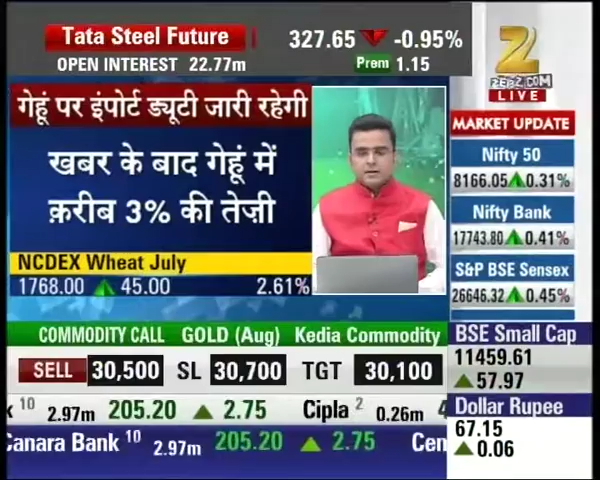 Tata Steel Future
327.65 -0.95%
OPEN INTEREST 22.77m
Prem 1.15
ZEEBIZ.COM
LIVE
गेहूं पर इंपोर्ट ड्यूटी जारी रहेगी
खबर के बाद गेहूं में
क़रीब 3% की तेज़ी
NCDEX Wheat July
1768.00 45.00 2.61%
MARKET UPDATE
Nifty 50
8166.05 0.31%
Nifty Bank
17743.80 0.41%
S&P BSE Sensex
26646.32 0.45%
COMMODITY CALL GOLD (Aug) Kedia Commodity
SELL 30,500 SL 30,700 TGT 30,100
BSE Small Cap
11459.61
57.97
k 10 2.97m 205.20 2.75 Cipla 2 0.26m 4
Dollar Rupee
67.15
0.06
Canara Bank 10 2.97m 205.20 2.75 Cen